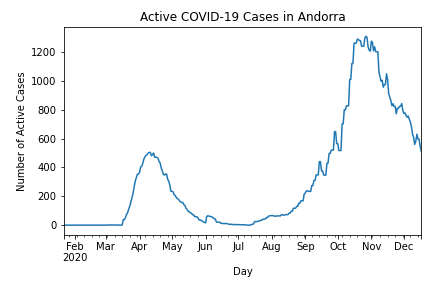 Active COVID-19 Cases in Andorra
Number of Active Cases
1200
1000
800
600
400
200
0
Feb Mar Apr May Jun Jul Aug Sep Oct Nov Dec
2020
Day